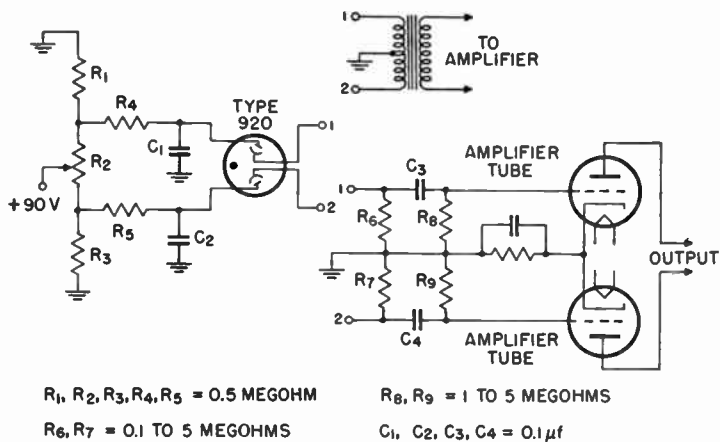 1
2
TO
AMPLIFIER
R1
R4
TYPE
920
C1
1
R2
+90V
2
R5
C2
R3
AMPLIFIER
TUBE
1
C3
R6
R8
OUTPUT
R7
R9
2
C4
AMPLIFIER
TUBE
R1, R2, R3, R4, R5 = 0.5 MEGOHM
R8, R9 = 1 TO 5 MEGOHMS
R6, R7 = 0.1 TO 5 MEGOHMS
C1, C2, C3, C4 = 0.1 µf